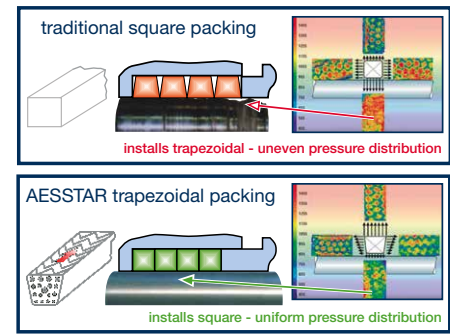 traditional square packing
installs trapezoidal - uneven pressure distribution
AESSTAR trapezoidal packing
installs square - uniform pressure distribution